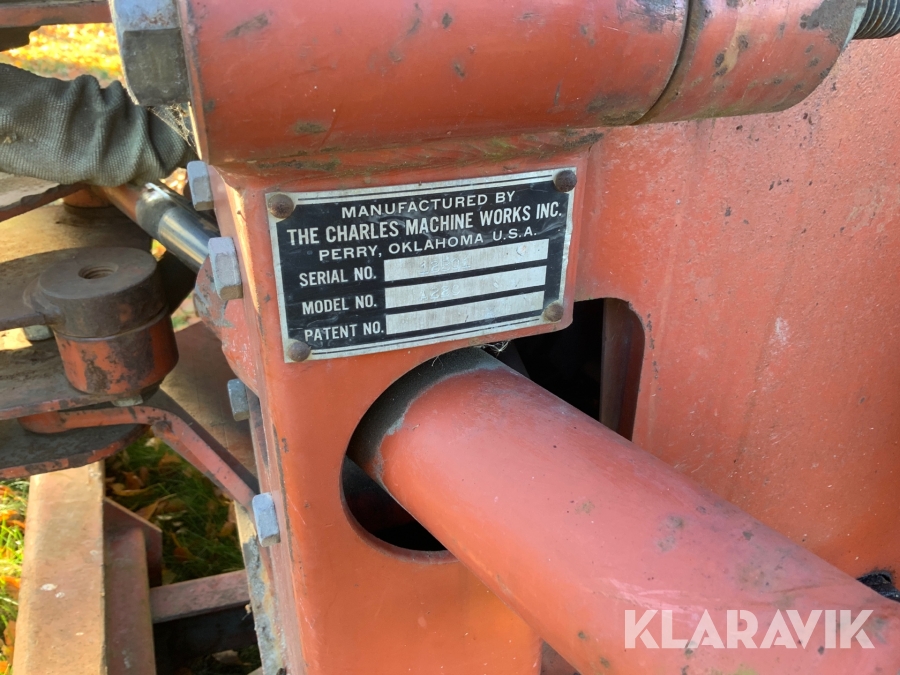 MANUFACTURED BY
THE CHARLES MACHINE WORKS INC.
PERRY, OKLAHOMA U.S.A.
SERIAL NO.
MODEL NO.
PATENT NO.
KLARAVIK